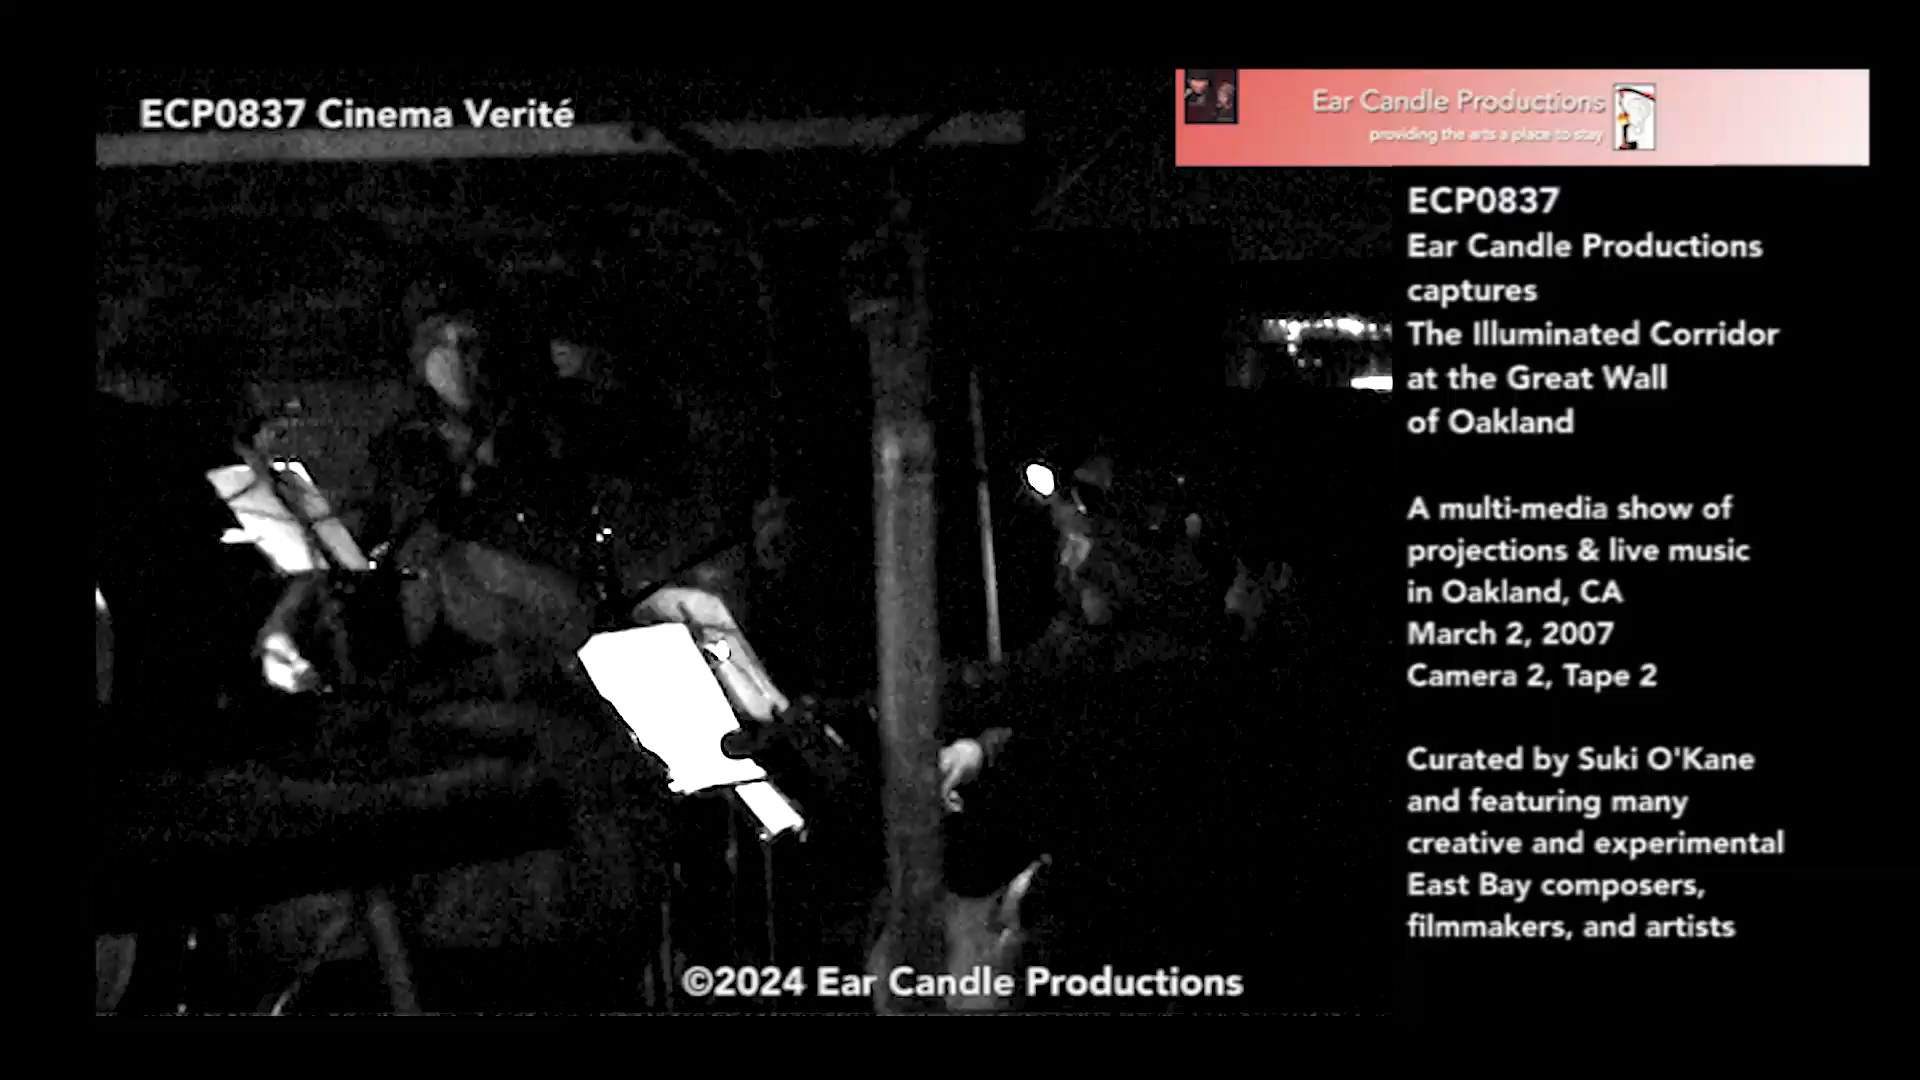 ECP0837 Cinema Verité
Ear Candle Productions
providing the arts a place to stay
ECP0837
Ear Candle Productions
captures
The Illuminated Corridor
at the Great Wall
of Oakland
A multi-media show of
projections & live music
in Oakland, CA
March 2, 2007
Camera 2, Tape 2
Curated by Suki O'Kane
and featuring many
creative and experimental
East Bay composers,
filmmakers, and artists
©2024 Ear Candle Productions